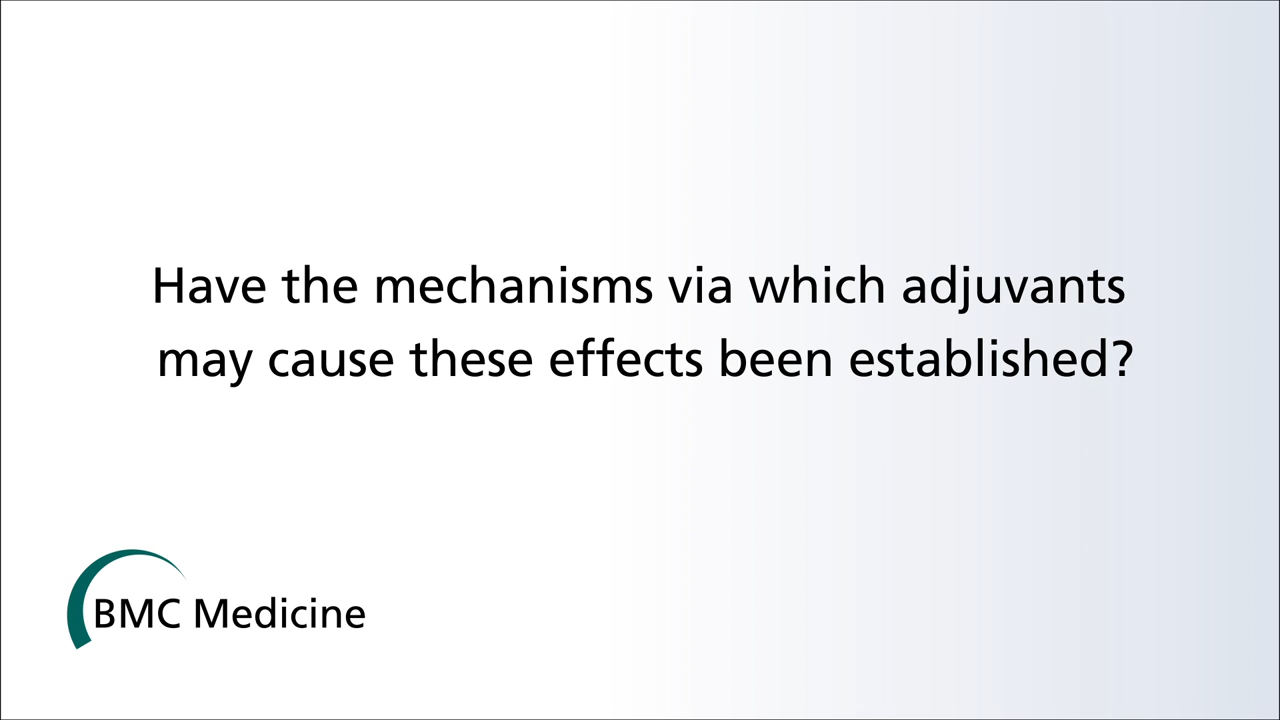 Have the mechanisms via which adjuvants
may cause these effects been established?
BMC Medicine